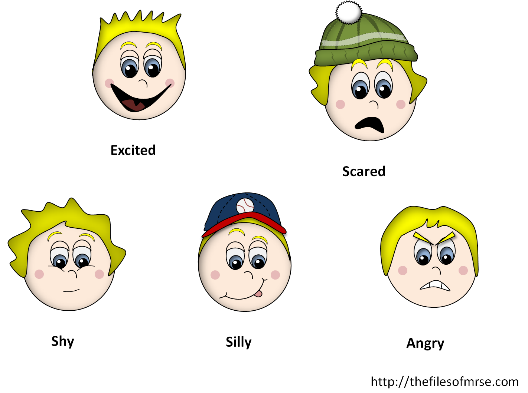 Excited
Scared
Shy
Silly
Angry
http://thefilesofmrse.com